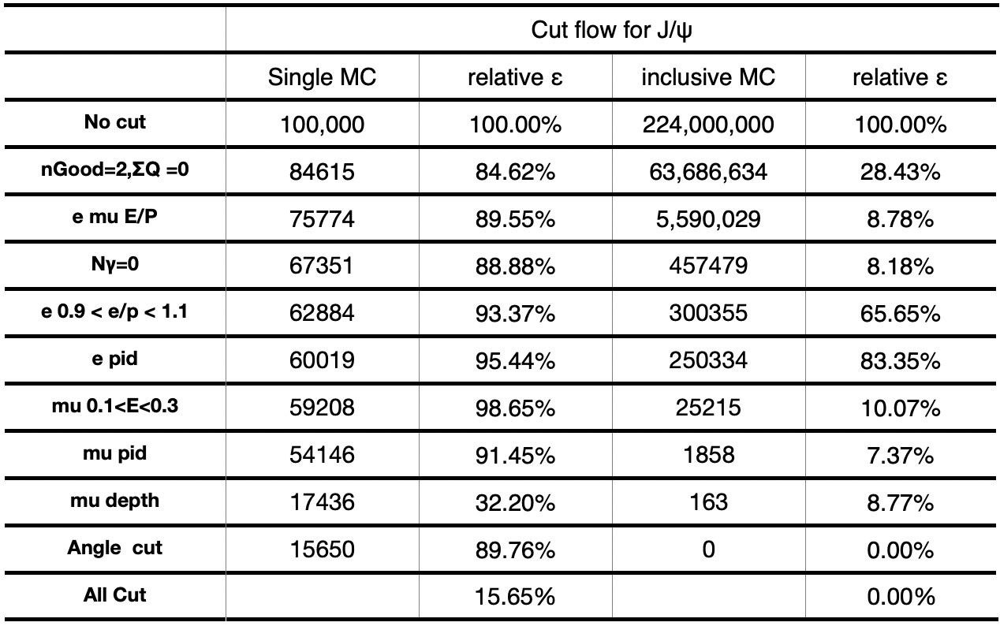 Cut flow for J/ψ
Single MC relative ε inclusive MC relative ε
No cut 100,000 100.00% 224,000,000 100.00%
nGood=2,ΣQ =0 84615 84.62% 63,686,634 28.43%
e mu E/P 75774 89.55% 5,590,029 8.78%
Nγ=0 67351 88.88% 457479 8.18%
e 0.9 < e/p < 1.1 62884 93.37% 300355 65.65%
e pid 60019 95.44% 250334 83.35%
mu 0.1<E<0.3 59208 98.65% 25215 10.07%
mu pid 54146 91.45% 1858 7.37%
mu depth 17436 32.20% 163 8.77%
Angle cut 15650 89.76% 0 0.00%
All Cut 15.65% 0.00%